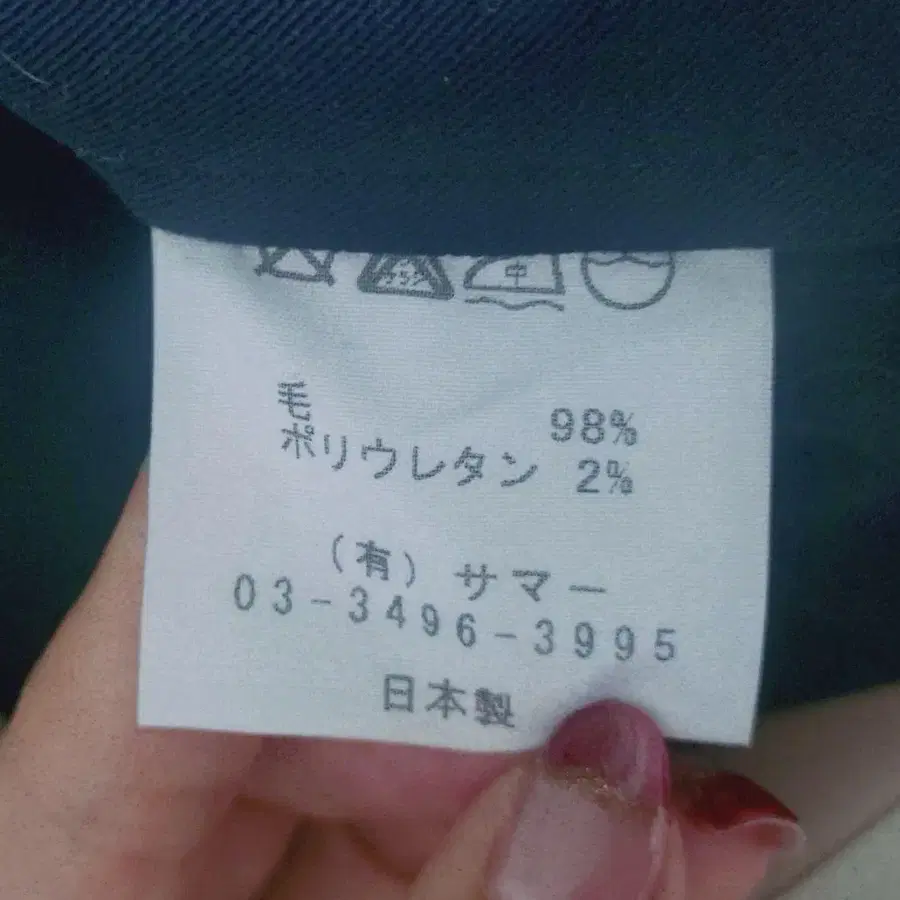 中
毛 98%
ポリウレタン 2%
(有) サマー
03-3496-3995
日本製